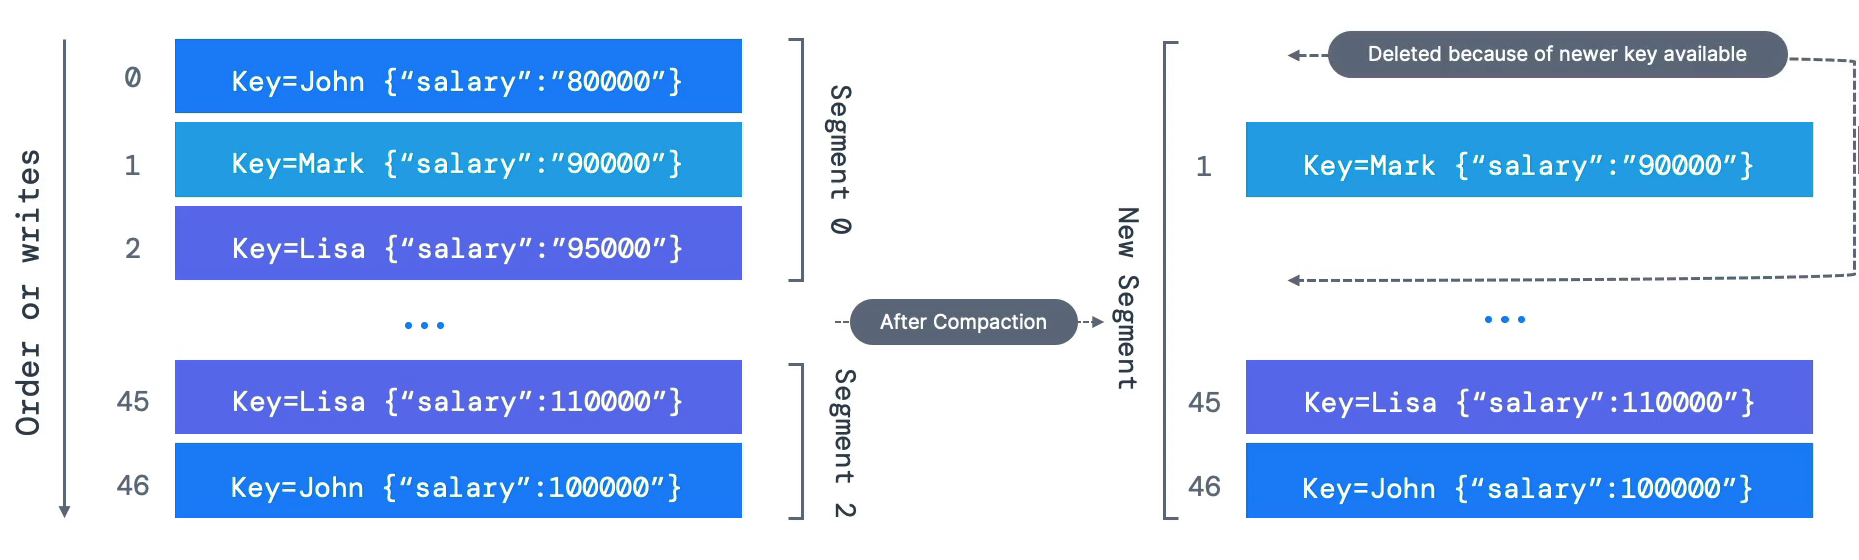 Order or writes
0
Key=John {“salary”:”80000”}
1
Key=Mark {“salary”:”90000”}
2
Key=Lisa {“salary”:”95000”}
Segment 0
...
45
Key=Lisa {“salary”:110000”}
46
Key=John {“salary”:100000”}
Segment 2
After Compaction
New Segment
Deleted because of newer key available
1
Key=Mark {“salary”:”90000”}
...
45
Key=Lisa {“salary”:110000”}
46
Key=John {“salary”:100000”}